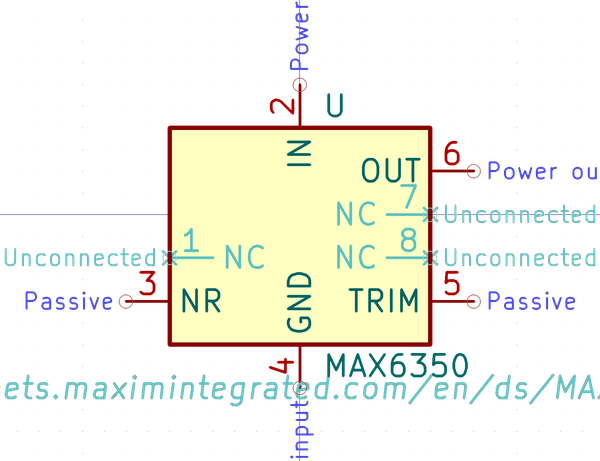 Power
2
U
IN
OUT
6
Power ou
NC
7
Unconnected
Unconnected
1
NC
NC
8
Unconnected
Passive
3
NR
GND
TRIM
5
Passive
4
MAX6350
ets.maximintegrated.com/en/ds/MA
input